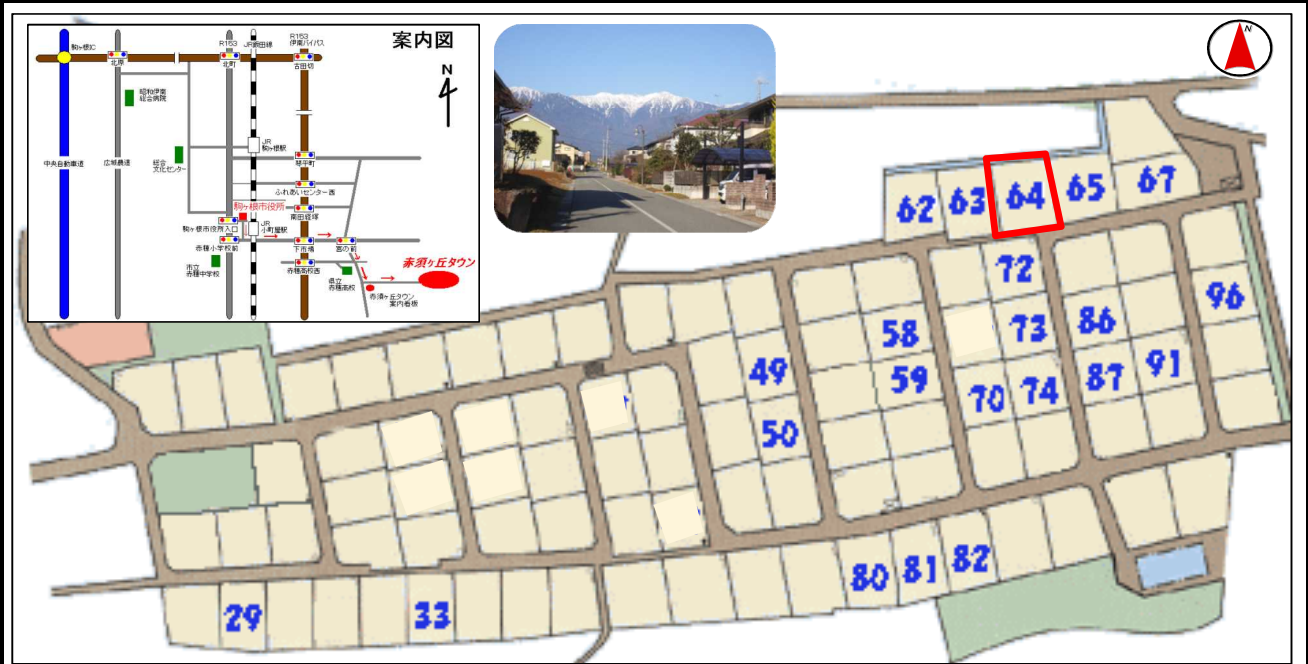 案内図
N
N
駒ヶ根IC
北原
R153
北町
JR飯田線
R153
伊南バイパス
古田切
昭和伊南
総合病院
中央自動車道
広域農道
総合
文化センター
JR
駒ヶ根駅
琴平町
ふれあいセンター西
駒ヶ根市役所
南田経塚
駒ヶ根市役所入口
JR
小町屋駅
赤穂小学校前
下市場
宮の前
市立
赤穂中学校
赤穂高校西
県立
赤穂高校
赤須ヶ丘タウン
赤須ヶ丘タウン
案内看板
62
63
64
65
67
72
58
73
86
96
49
59
70
74
87
91
50
80
81
82
29
33